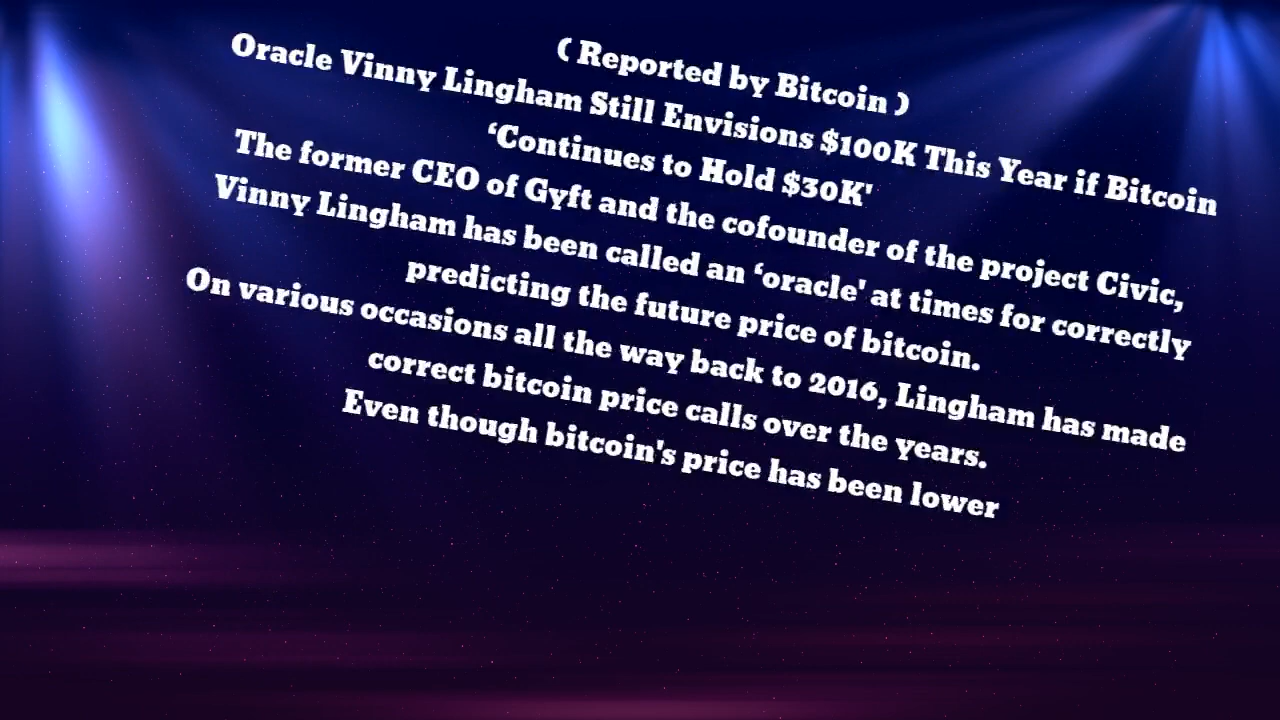 ( Reported by Bitcoin )
Oracle Vinny Lingham Still Envisions $100K This Year if Bitcoin
‘Continues to Hold $30K'
The former CEO of Gyft and the cofounder of the project Civic,
Vinny Lingham has been called an ‘oracle' at times for correctly
predicting the future price of bitcoin.
On various occasions all the way back to 2016, Lingham has made
correct bitcoin price calls over the years.
Even though bitcoin's price has been lower